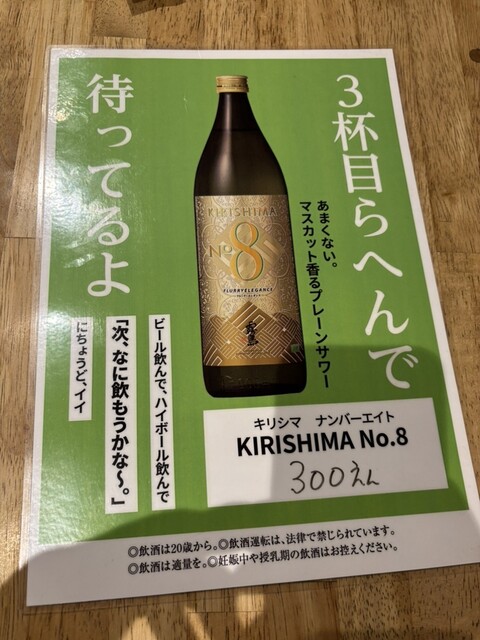 3杯目らへんで
待ってるよ
あまくない。
マスカット香るプレーンサワー
KIRISHIMA
No.8
FLURRY ELEGANCE
霧島
ビール飲んで、ハイボール飲んで
「次、なに飲もうかな〜。」
にちょうど、イイ
キリシマ ナンバーエイト
KIRISHIMA No.8
300えん
◎飲酒は20歳から。◎飲酒運転は、法律で禁じられています。
◎飲酒は適量を。◎妊娠中や授乳期の飲酒はお控えください。